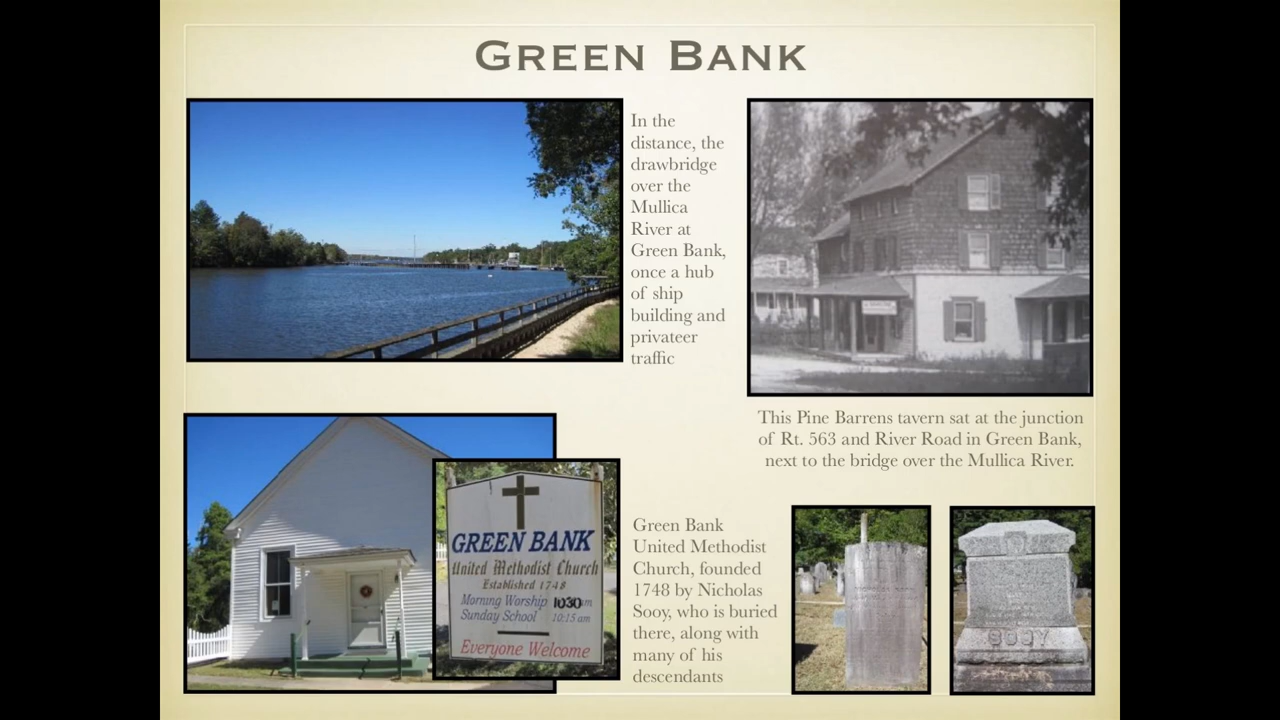 GREEN BANK
In the
distance, the
drawbridge
over the
Mullica
River at
Green Bank,
once a hub
of ship
building and
privateer
traffic
This Pine Barrens tavern sat at the junction
of Rt. 563 and River Road in Green Bank,
next to the bridge over the Mullica River.
GREEN BANK
United Methodist Church
Established 1748
Morning Worship 1030am
Sunday School 10:15 am
Everyone Welcome
Green Bank
United Methodist
Church, founded
1748 by Nicholas
Sooy, who is buried
there, along with
many of his
descendants
SOOY